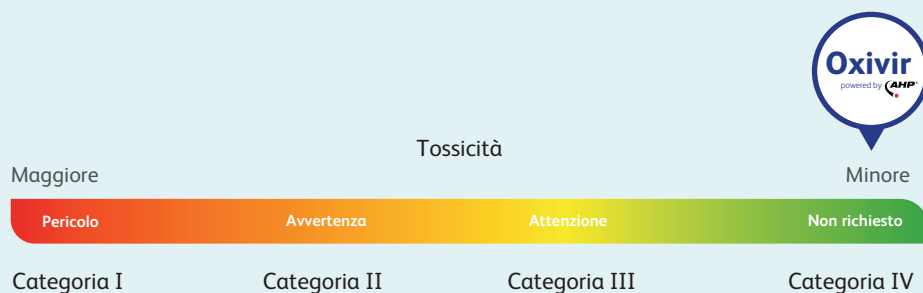 Oxivir
powered by AHP®
Tossicità
Maggiore Minore
Pericolo Avvertenza Attenzione Non richiesto
Categoria I Categoria II Categoria III Categoria IV